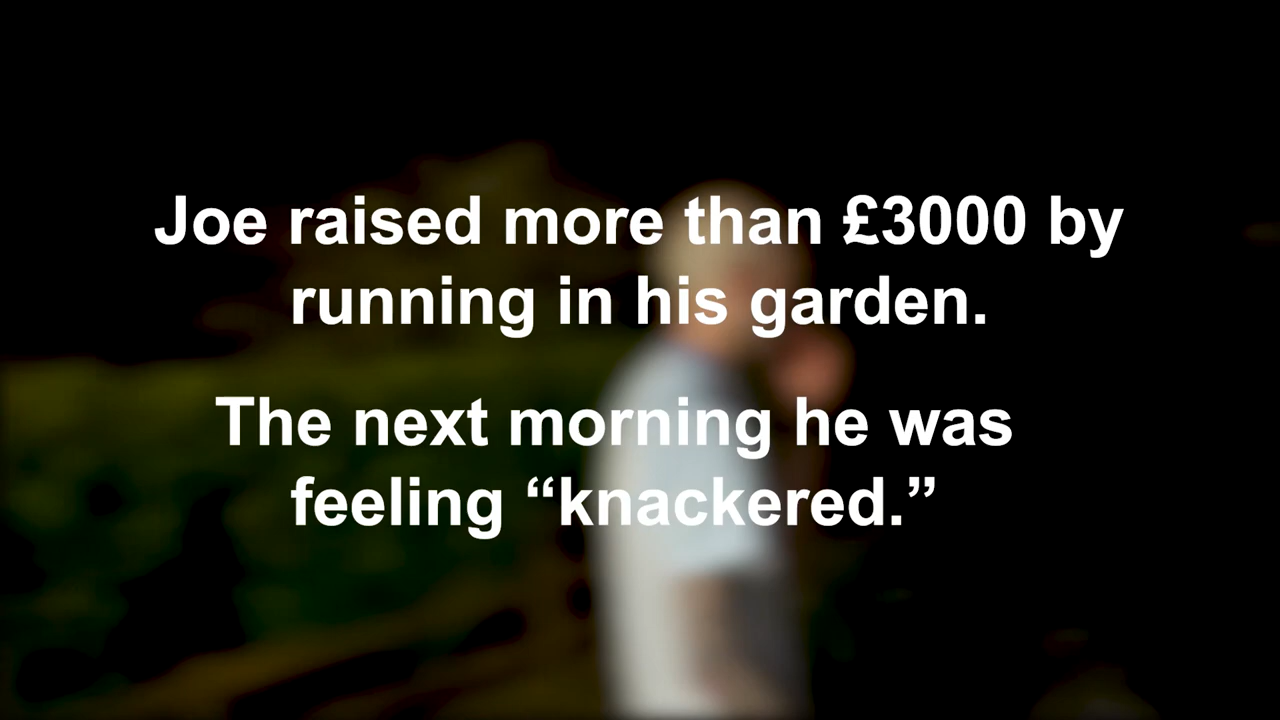 Joe raised more than £3000 by
running in his garden.
The next morning he was
feeling “knackered.”